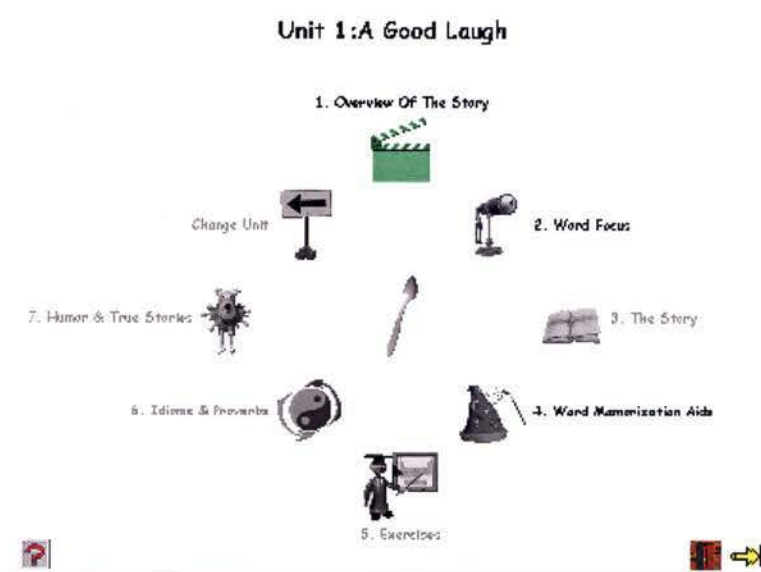 Unit 1:A Good Laugh
1. Overview Of The Story
Change Unit
2. Word Focus
7. Humor & True Stories
3. The Story
6. Idioms & Proverbs
4. Word Memorization Aids
5. Exercises
?